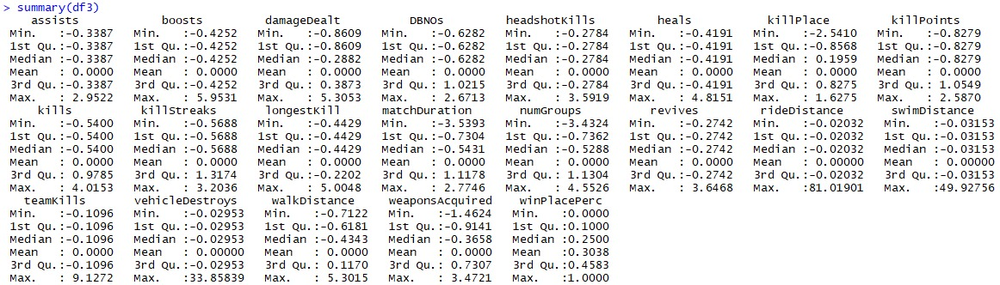 > summary(df3)
assists boosts damageDealt DBNOs headshotKills heals killPlace killPoints
Min. :-0.3387 Min. :-0.4252 Min. :-0.8609 Min. :-0.6282 Min. :-0.2784 Min. :-0.4191 Min. :-2.5410 Min. :-0.8279
1st Qu.:-0.3387 1st Qu.:-0.4252 1st Qu.:-0.8609 1st Qu.:-0.6282 1st Qu.:-0.2784 1st Qu.:-0.4191 1st Qu.:-0.8568 1st Qu.:-0.8279
Median :-0.3387 Median :-0.4252 Median :-0.2882 Median :-0.6282 Median :-0.2784 Median :-0.4191 Median : 0.1959 Median :-0.8279
Mean : 0.0000 Mean : 0.0000 Mean : 0.0000 Mean : 0.0000 Mean : 0.0000 Mean : 0.0000 Mean : 0.0000 Mean : 0.0000
3rd Qu.:-0.3387 3rd Qu.:-0.4252 3rd Qu.: 0.3873 3rd Qu.: 1.0215 3rd Qu.:-0.2784 3rd Qu.:-0.4191 3rd Qu.: 0.8275 3rd Qu.: 1.0549
Max. : 2.9522 Max. : 5.9531 Max. : 5.3053 Max. : 2.6713 Max. : 3.5919 Max. : 4.8151 Max. : 1.6275 Max. : 2.5870
kills killStreaks longestKill matchDuration numGroups revives rideDistance swimDistance
Min. :-0.5400 Min. :-0.5688 Min. :-0.4429 Min. :-3.5393 Min. :-3.4324 Min. :-0.2742 Min. :-0.02032 Min. :-0.03153
1st Qu.:-0.5400 1st Qu.:-0.5688 1st Qu.:-0.4429 1st Qu.:-0.7304 1st Qu.:-0.7362 1st Qu.:-0.2742 1st Qu.:-0.02032 1st Qu.:-0.03153
Median :-0.5400 Median :-0.5688 Median :-0.4429 Median :-0.5431 Median :-0.5288 Median :-0.2742 Median :-0.02032 Median :-0.03153
Mean : 0.0000 Mean : 0.0000 Mean : 0.0000 Mean : 0.0000 Mean : 0.0000 Mean : 0.0000 Mean : 0.00000 Mean : 0.00000
3rd Qu.: 0.9785 3rd Qu.: 1.3174 3rd Qu.:-0.2202 3rd Qu.: 1.1178 3rd Qu.: 1.1304 3rd Qu.:-0.2742 3rd Qu.:-0.02032 3rd Qu.:-0.03153
Max. : 4.0153 Max. : 3.2036 Max. : 5.0048 Max. : 2.7746 Max. : 4.5526 Max. : 3.6468 Max. :81.01901 Max. :49.92756
teamKills vehicleDestroys walkDistance weaponsAcquired winPlacePerc
Min. :-0.1096 Min. :-0.02953 Min. :-0.7122 Min. :-1.4624 Min. :0.0000
1st Qu.:-0.1096 1st Qu.:-0.02953 1st Qu.:-0.6181 1st Qu.:-0.9141 1st Qu.:0.1000
Median :-0.1096 Median :-0.02953 Median :-0.4343 Median :-0.3658 Median :0.2500
Mean : 0.0000 Mean : 0.00000 Mean : 0.0000 Mean : 0.0000 Mean :0.3038
3rd Qu.:-0.1096 3rd Qu.:-0.02953 3rd Qu.: 0.1170 3rd Qu.: 0.7307 3rd Qu.:0.4583
Max. : 9.1272 Max. :33.85839 Max. : 5.3015 Max. : 3.4721 Max. :1.0000